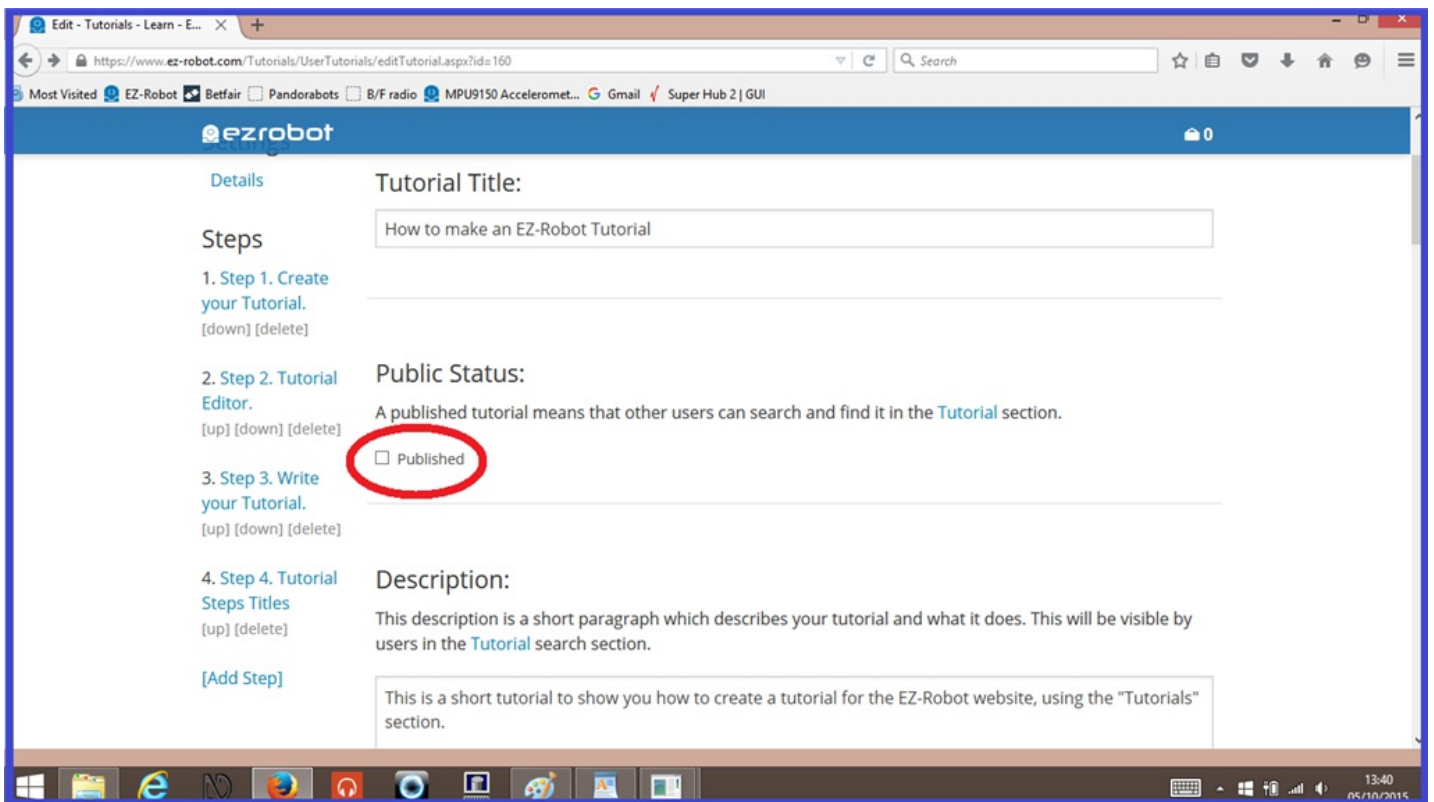 Edit - Tutorials - Learn - E...
https://www.ez-robot.com/Tutorials/UserTutorials/editTutorial.aspx?id=160
Search
Most Visited EZ-Robot Betfair Pandorabots B/F radio MPU9150 Acceleromet... Gmail Super Hub 2 | GUI
ezrobot
0
Settings
Details
Steps
1. Step 1. Create
your Tutorial.
[down] [delete]
2. Step 2. Tutorial
Editor.
[up] [down] [delete]
3. Step 3. Write
your Tutorial.
[up] [down] [delete]
4. Step 4. Tutorial
Steps Titles
[up] [delete]
[Add Step]
Tutorial Title:
How to make an EZ-Robot Tutorial
Public Status:
A published tutorial means that other users can search and find it in the Tutorial section.
Published
Description:
This description is a short paragraph which describes your tutorial and what it does. This will be visible by
users in the Tutorial search section.
This is a short tutorial to show you how to create a tutorial for the EZ-Robot website, using the "Tutorials"
section.
13:40
05/10/2015